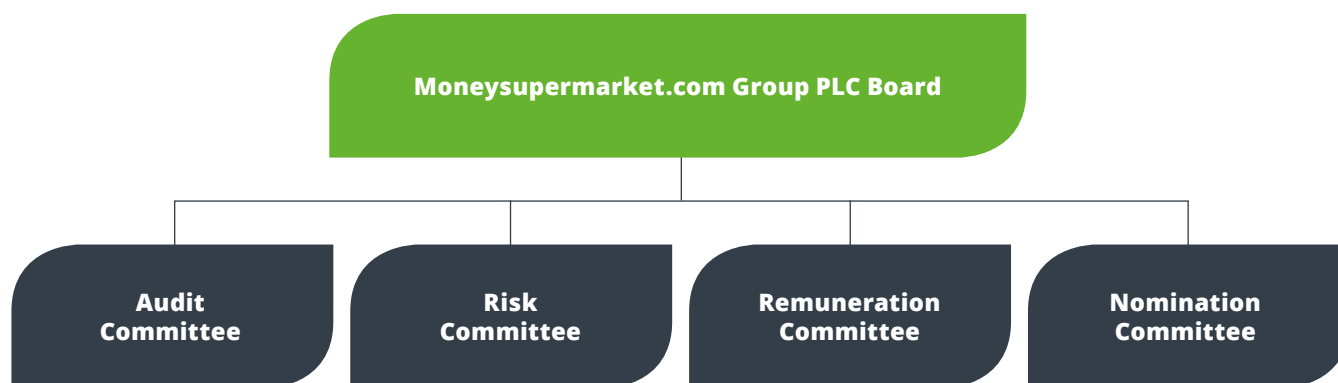 Moneysupermarket.com Group PLC Board
Audit
Committee
Risk
Committee
Remuneration
Committee
Nomination
Committee